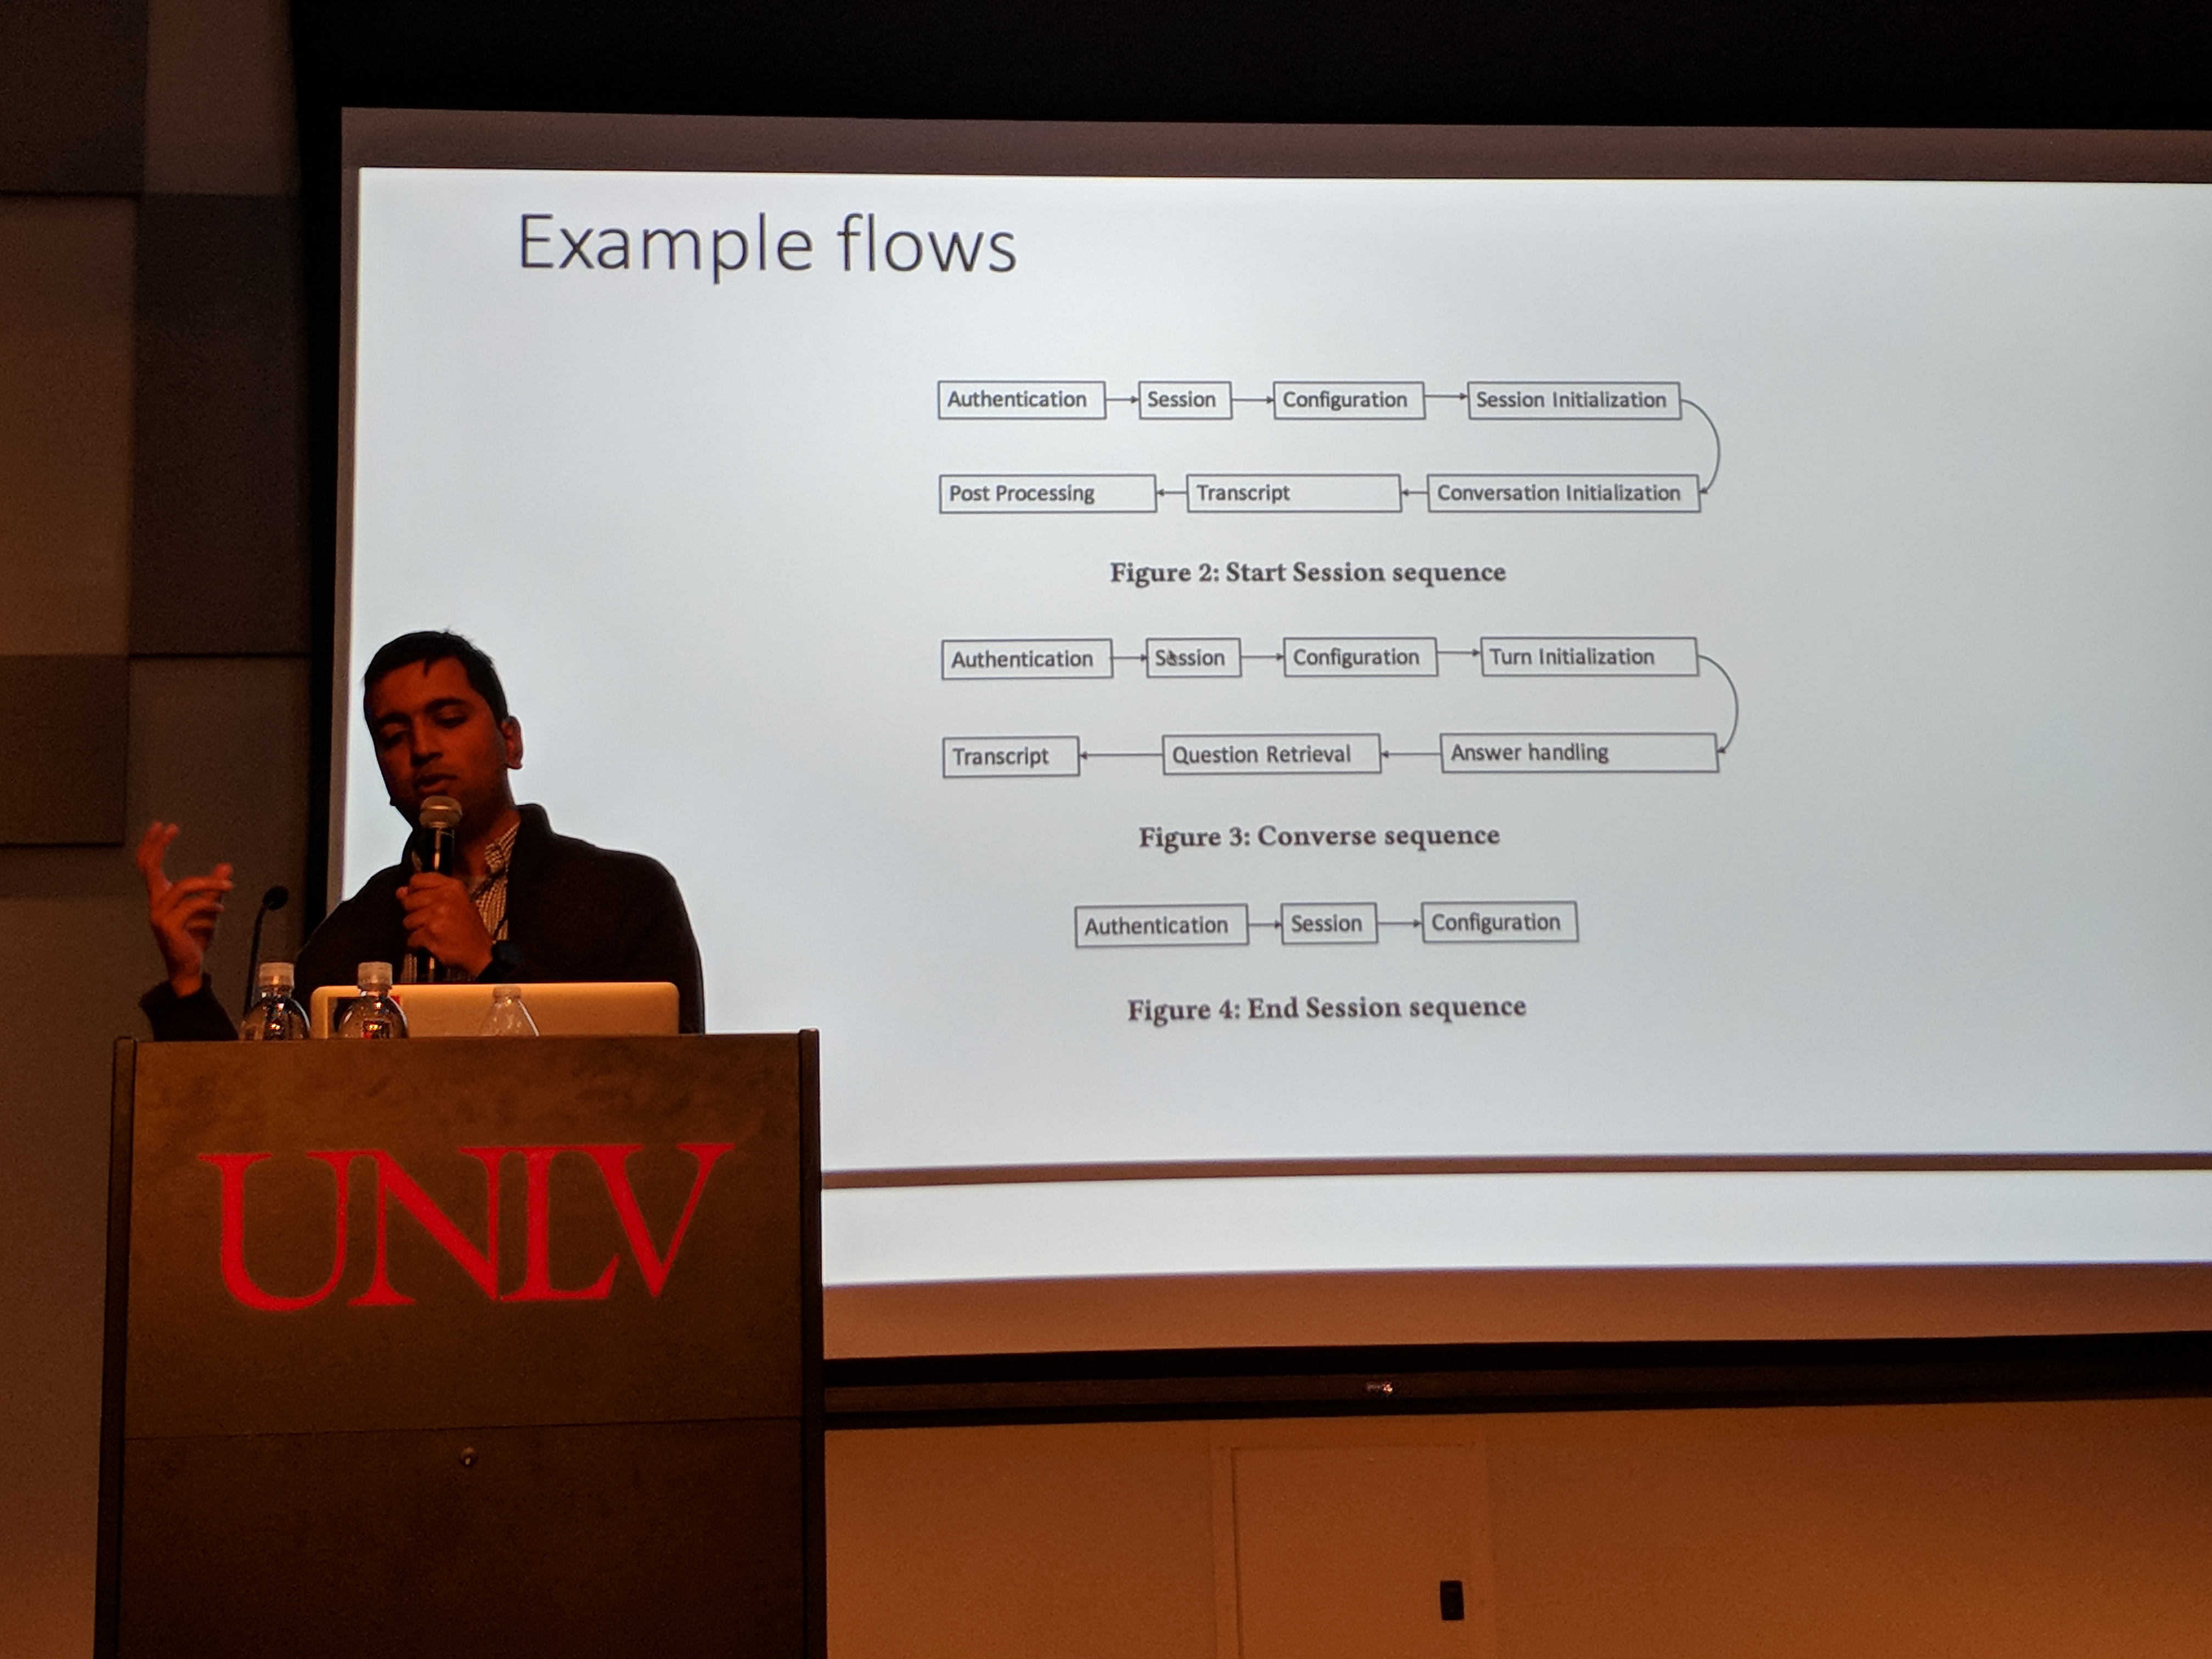 Example flows
Authentication Session Configuration Session Initialization
Post Processing Transcript Conversation Initialization
Figure 2: Start Session sequence
Authentication Session Configuration Turn Initialization
Transcript Question Retrieval Answer handling
Figure 3: Converse sequence
Authentication Session Configuration
Figure 4: End Session sequence
UNLV